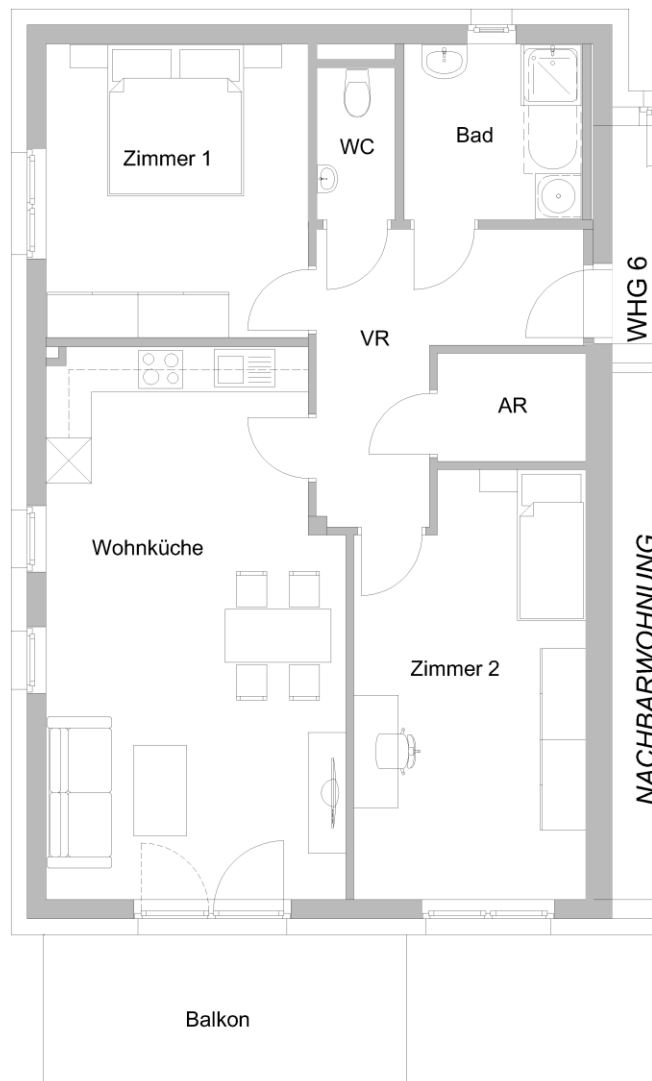 Zimmer 1
WC
Bad
VR
WHG 6
AR
Wohnküche
Zimmer 2
NACHBARWOHNUNG
Balkon